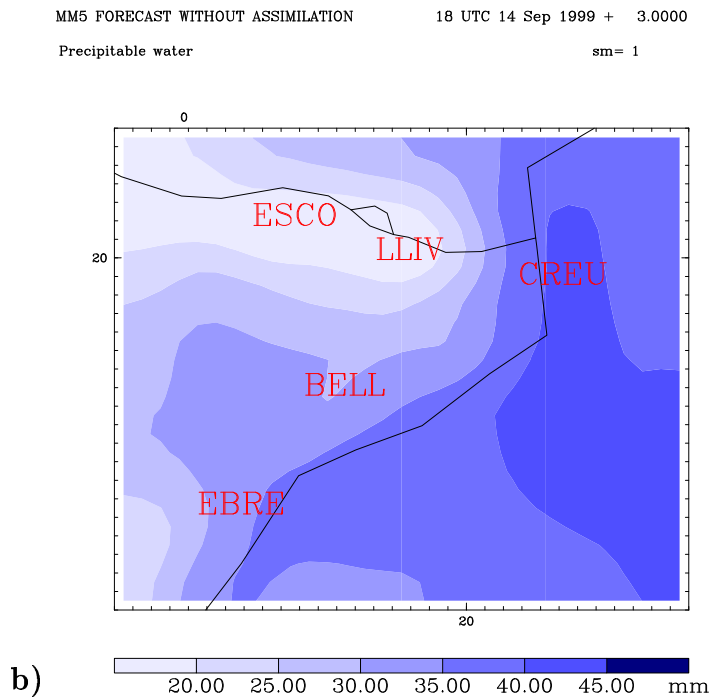 MM5 FORECAST WITHOUT ASSIMILATION 18 UTC 14 Sep 1999 + 3.0000
Precipitable water sm= 1
0
ESCO
LLIV
20
CREU
BELL
EBRE
20
b)
20.00 25.00 30.00 35.00 40.00 45.00 mm